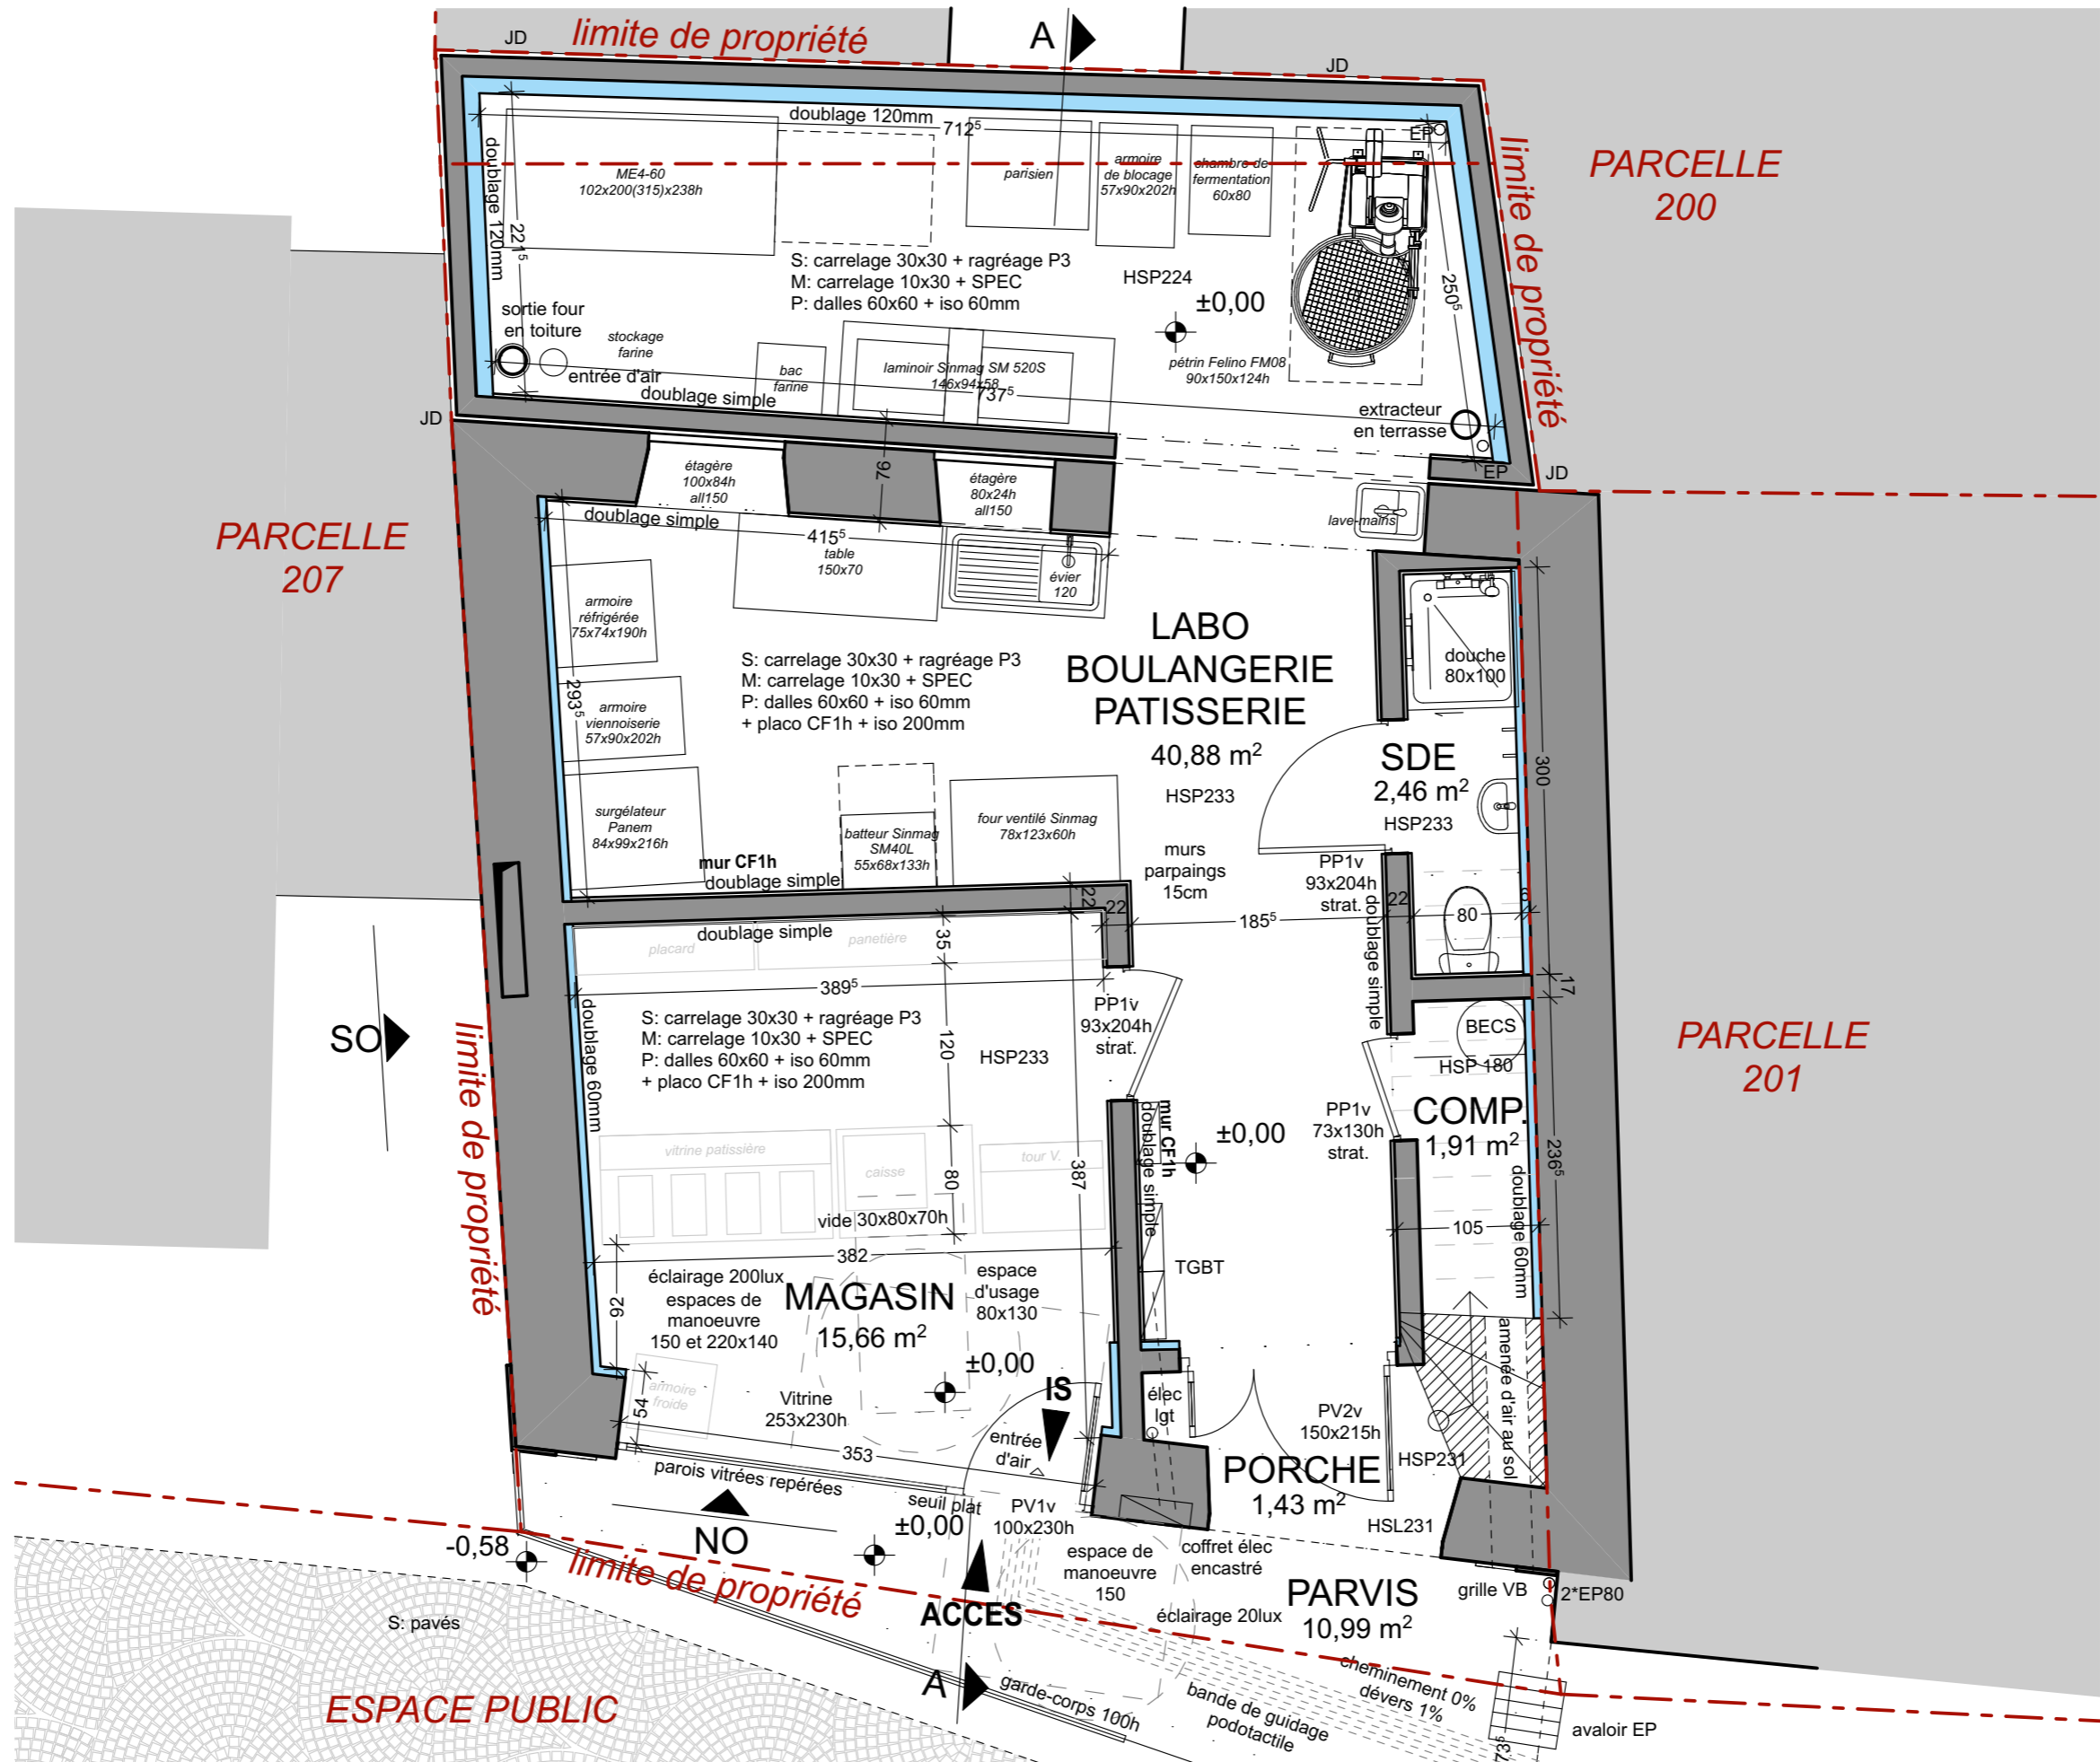 JD
limite de propriété
A
JD
doublage 120mm
712⁵
EP
limite de propriété
PARCELLE
200
doublage 120mm
221⁵
ME4-60
102x200(315)x238h
parisien
armoire
de blocage
57x90x202h
chambre de
fermentation
60x80
S: carrelage 30x30 + ragréage P3
M: carrelage 10x30 + SPEC
P: dalles 60x60 + iso 60mm
HSP224
±0,00
250⁵
sortie four
en toiture
stockage
farine
entrée d'air
doublage simple
bac
farine
laminoir Sinmag SM 520S
146x94x58
737⁵
pétrin Felino FM08
90x150x124h
extracteur
en terrasse
EP
JD
JD
étagère
100x84h
all150
76
étagère
80x24h
all150
lave-mains
PARCELLE
207
doublage simple
415⁵
table
150x70
évier
120
armoire
réfrigérée
75x74x190h
293⁵
armoire
viennoiserie
57x90x202h
surgélateur
Panem
84x99x216h
S: carrelage 30x30 + ragréage P3
M: carrelage 10x30 + SPEC
P: dalles 60x60 + iso 60mm
+ placo CF1h + iso 200mm
LABO
BOULANGERIE
PATISSERIE
40,88 m²
HSP233
douche
80x100
SDE
2,46 m²
HSP233
300
batteur Sinmag
SM40L
55x68x133h
four ventilé Sinmag
78x123x60h
mur CF1h
doublage simple
murs
parpaings
15cm
PP1v
93x204h
strat.
22
22
185⁵
22
80
doublage simple
17
placard
panetière
doublage simple
35
389⁵
doublage 60mm
S: carrelage 30x30 + ragréage P3
M: carrelage 10x30 + SPEC
P: dalles 60x60 + iso 60mm
+ placo CF1h + iso 200mm
120
HSP233
PP1v
93x204h
strat.
BECS
HSP 180
COMP.
1,91 m²
PARCELLE
201
SO
limite de propriété
mur CF1h
doublage simple
±0,00
PP1v
73x130h
strat.
236⁵
doublage 60mm
105
vitrine patissière
caisse
tour V.
80
387
vide 30x80x70h
382
92
éclairage 200lux
espaces de
manoeuvre
150 et 220x140
MAGASIN
15,66 m²
espace
d'usage
80x130
TGBT
±0,00
armoire
froide
54
Vitrine
253x230h
IS
élec
lgt
PV2v
150x215h
amenée d'air au sol
353
entrée
d'air
parois vitrées repérées
PORCHE
1,43 m²
HSP231
seuil plat
±0,00
PV1v
100x230h
HSL231
NO
-0,58
limite de propriété
espace de
manoeuvre
150
coffret élec
encastré
PARVIS
10,99 m²
grille VB
2*EP80
éclairage 20lux
ACCES
S: pavés
ESPACE PUBLIC
A
garde-corps 100h
bande de guidage
podotactile
cheminement 0%
dévers 1%
avaloir EP
73⁵